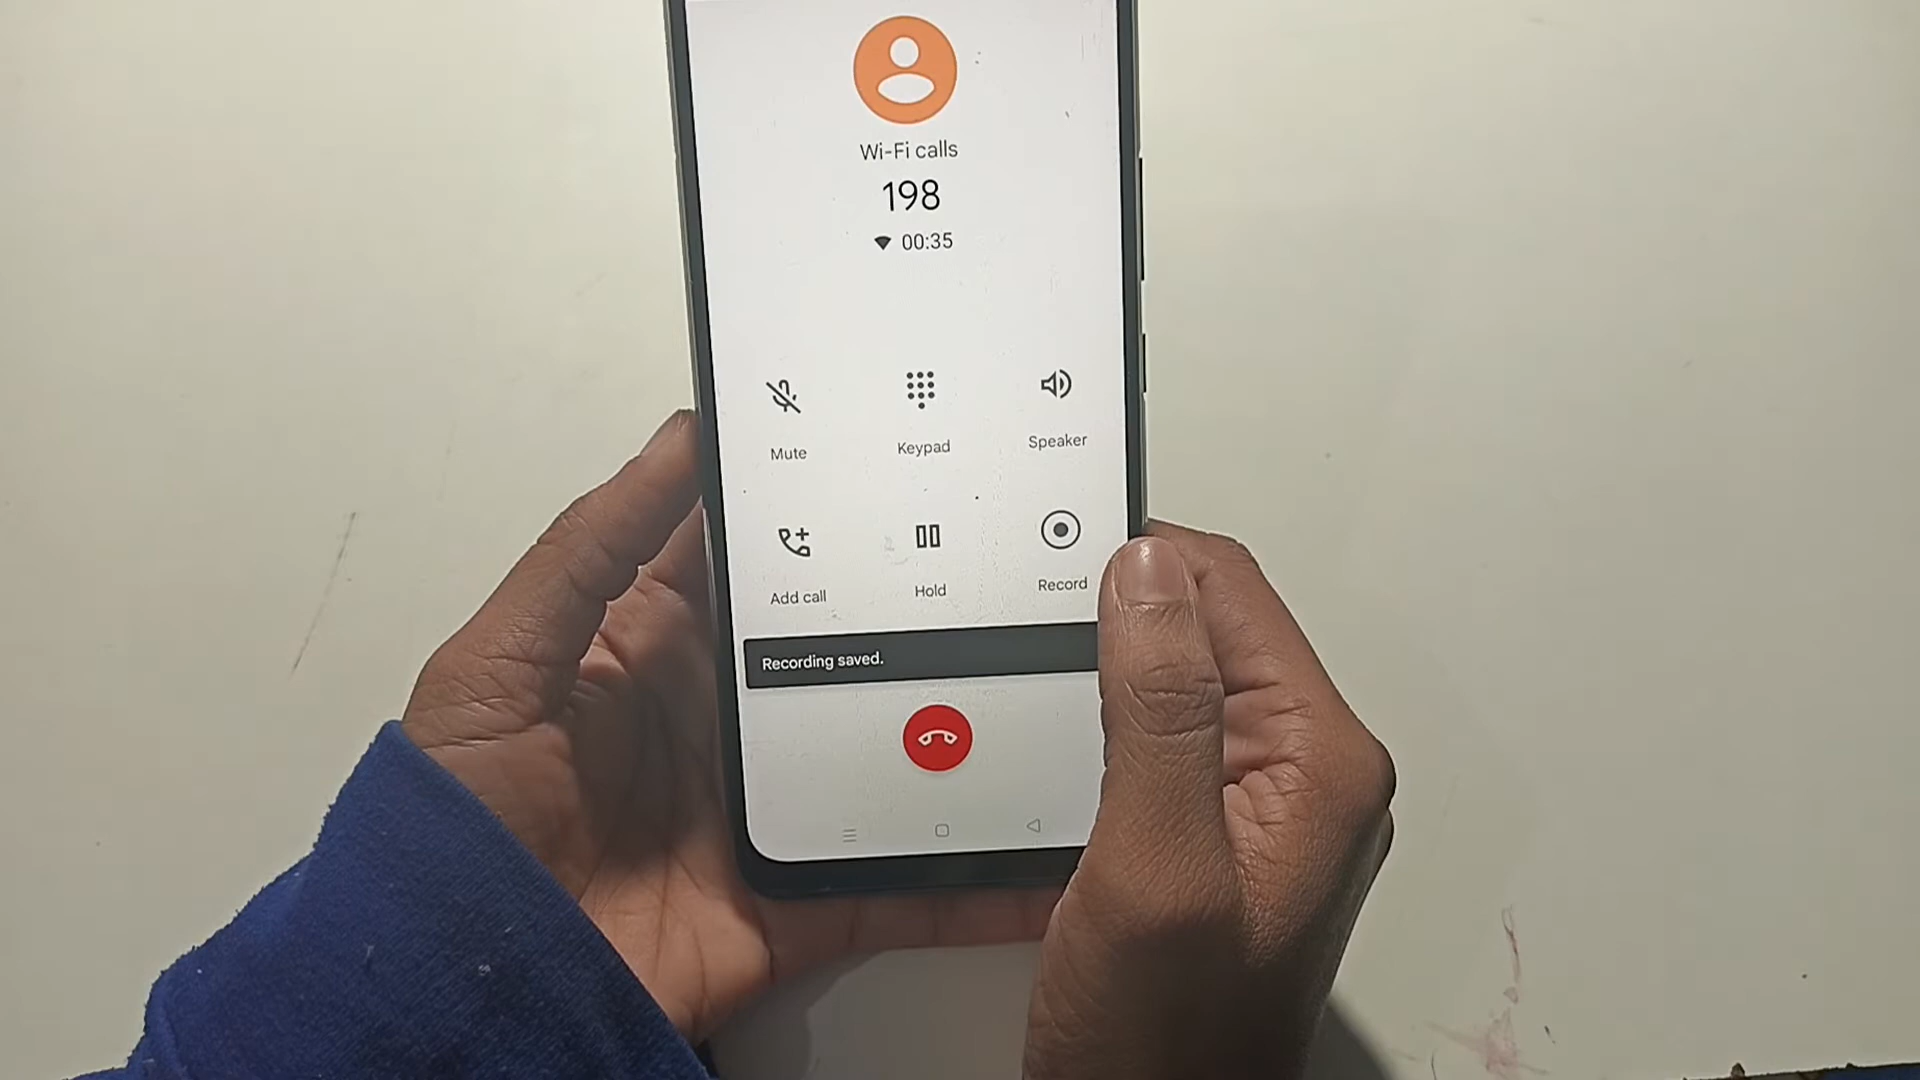 Wi-Fi calls
198
00:35
Mute
Keypad
Speaker
Add call
Hold
Record
Recording saved.